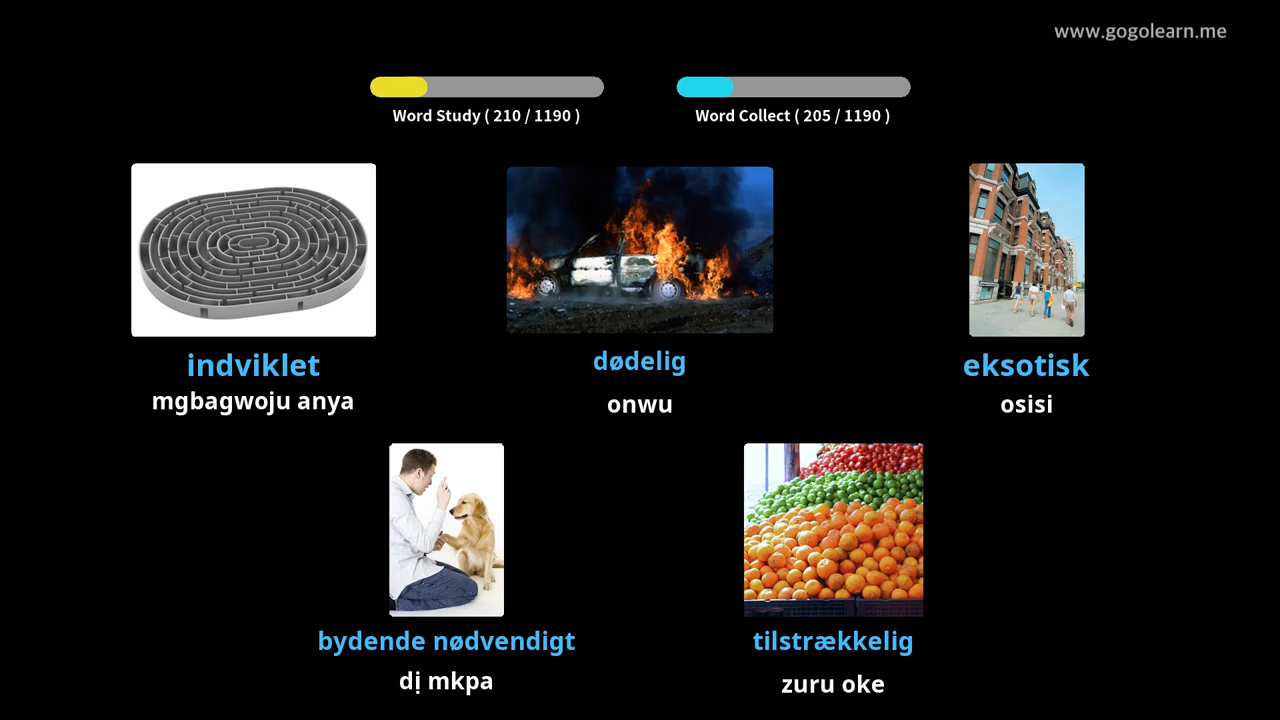 www.gogolearn.me
Word Study ( 210 / 1190 )
Word Collect ( 205 / 1190 )
indviklet
mgbagwoju anya
dødelig
onwu
eksotisk
osisi
bydende nødvendigt
dị mkpa
tilstrækkelig
zuru oke